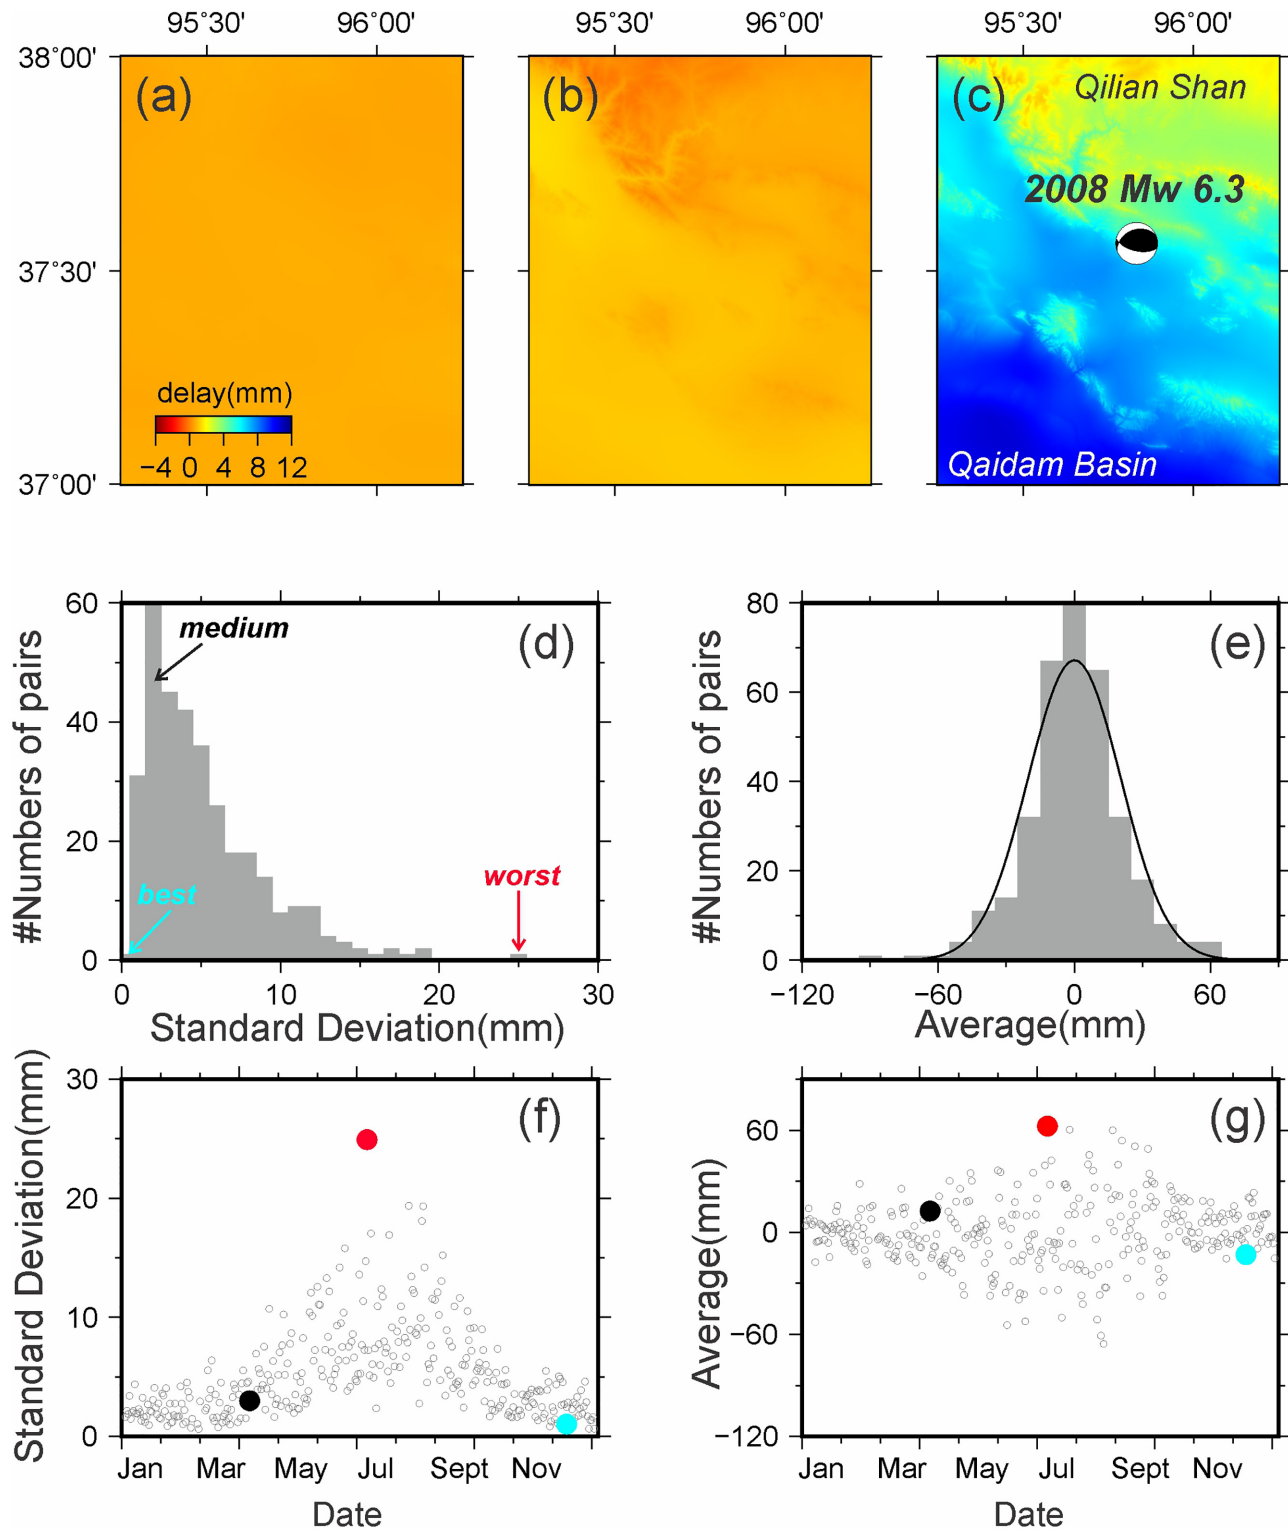 95°30' 96°00' 95°30' 96°00' 95°30' 96°00'
38°00'
(a) (b) (c) Qilian Shan
2008 Mw 6.3
37°30'
delay(mm)
−4 0 4 8 12
Qaidam Basin
37°00'
60 80
medium (d) (e)
#Numbers of pairs #Numbers of pairs
40 60
40
20 20
best worst
0 0
0 10 20 30 −120 −60 0 60
Standard Deviation(mm) Average(mm)
30 (f) (g)
Standard Deviation(mm) Average(mm)
60
20
0
10
−60
0 −120
Jan Mar May Jul Sept Nov Jan Mar May Jul Sept Nov
Date Date